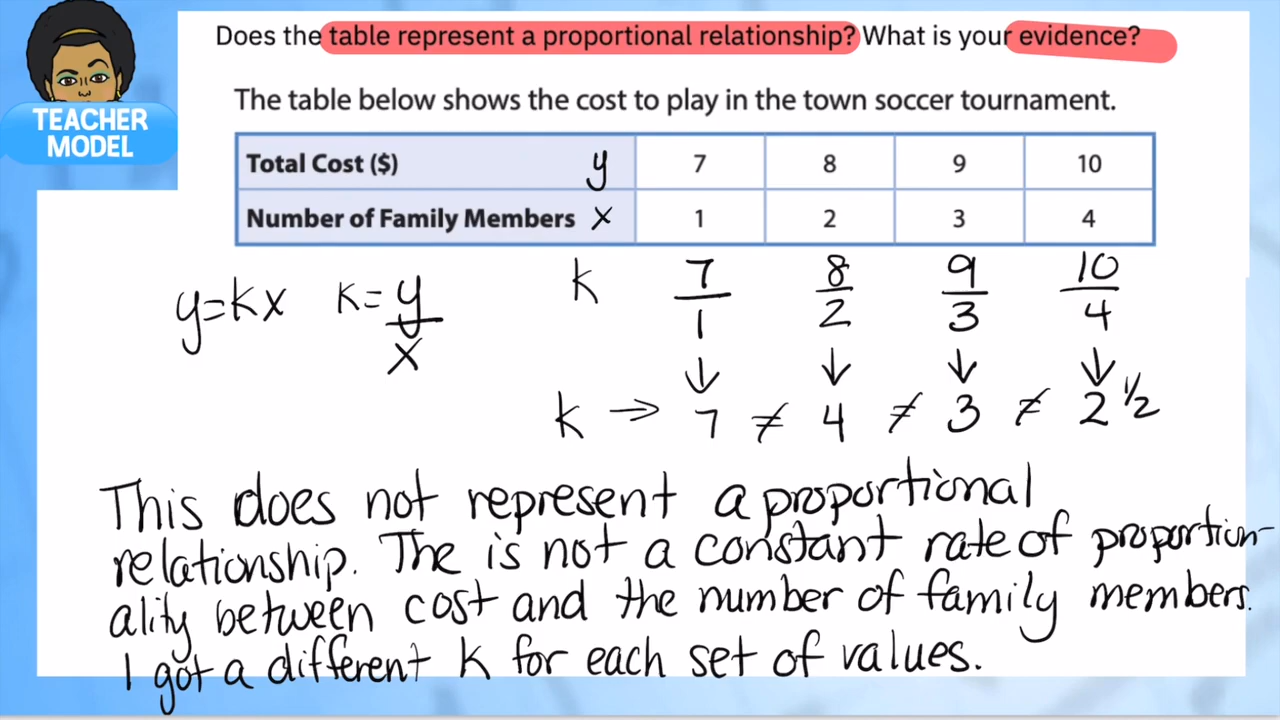 Does the table represent a proportional relationship? What is your evidence?
TEACHER
MODEL
The table below shows the cost to play in the town soccer tournament.
Total Cost ($) y 7 8 9 10
Number of Family Members x 1 2 3 4
y=kx k=y/x k 7/1 8/2 9/3 10/4
↓ ↓ ↓ ↓
k → 7 ≠ 4 ≠ 3 ≠ 2 1/2
This does not represent a proportional
relationship. The is not a constant rate of proportion-
ality between cost and the number of family members.
I got a different k for each set of values.